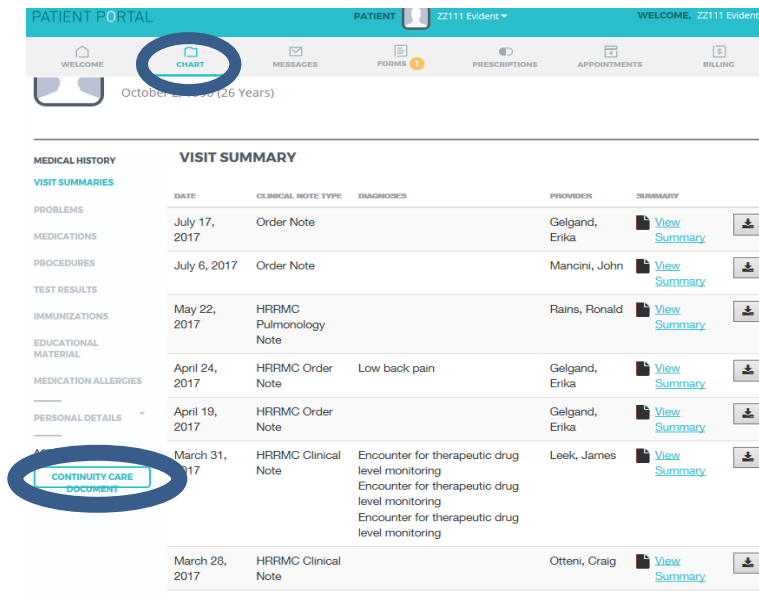 PATIENT PORTAL PATIENT ZZ111 Evident WELCOME, ZZ111 Evident
WELCOME CHART MESSAGES FORMS 1 PRESCRIPTIONS APPOINTMENTS BILLING
(26 Years)
MEDICAL HISTORY
VISIT SUMMARIES
PROBLEMS
MEDICATIONS
PROCEDURES
TEST RESULTS
IMMUNIZATIONS
EDUCATIONAL
MATERIAL
MEDICATION ALLERGIES
PERSONAL DETAILS
CONTINUITY CARE
DOCUMENT
VISIT SUMMARY
DATE CLINICAL NOTE TYPE DIAGNOSES PROVIDER SUMMARY
July 17, Order Note Gelgand, View
2017 Erika Summary
July 6, 2017 Order Note Mancini, John View
Summary
May 22, HRRMC Rains, Ronald View
2017 Pulmonology Summary
Note
April 24, HRRMC Order Low back pain Gelgand, View
2017 Note Erika Summary
April 19, HRRMC Order Gelgand, View
2017 Note Erika Summary
March 31, HRRMC Clinical Encounter for therapeutic drug Leek, James View
2017 Note level monitoring Summary
Encounter for therapeutic drug
level monitoring
Encounter for therapeutic drug
level monitoring
March 28, HRRMC Clinical Otteni, Craig View
2017 Note Summary